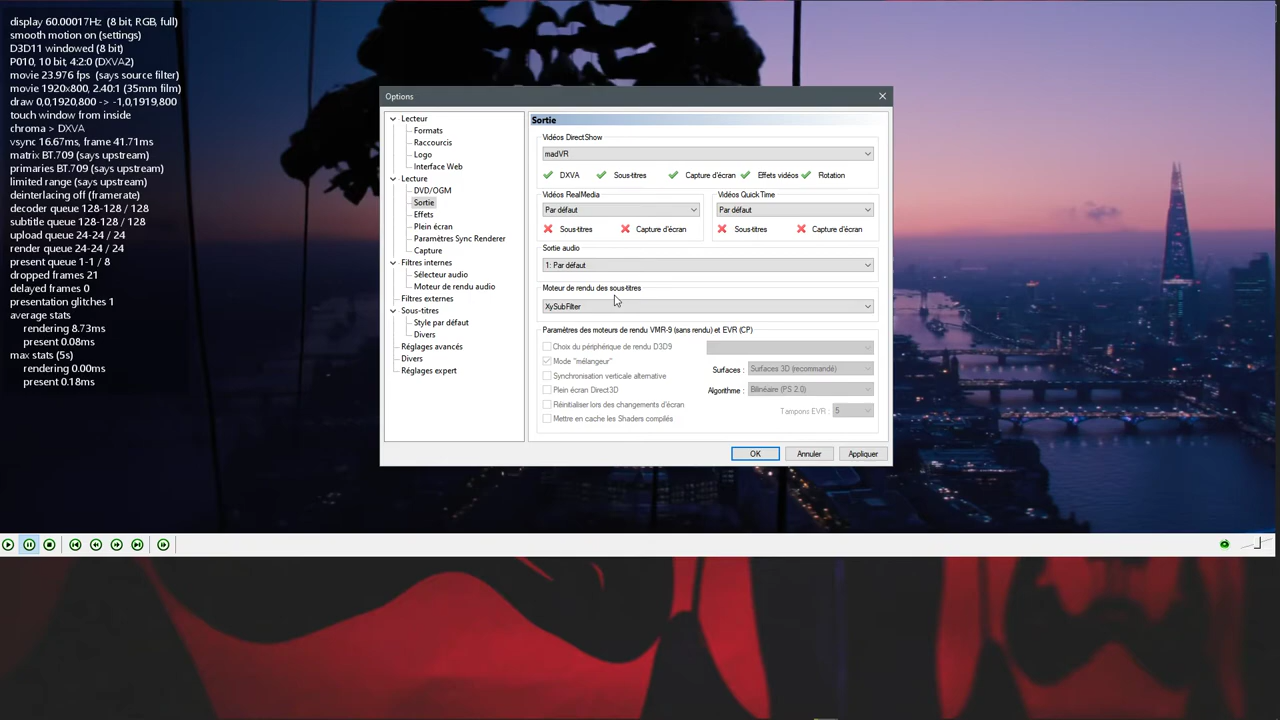 display 60.00017Hz (8 bit, RGB, full)
smooth motion on (settings)
D3D11 windowed (8 bit)
P010, 10 bit, 4:2:0 (DXVA2)
movie 23.976 fps (says source filter)
movie 1920x800, 2.40:1 (35mm film)
draw 0,0,1920,800 -> -1,0,1919,800
touch window from inside
chroma > DXVA
vsync 16.67ms, frame 41.71ms
matrix BT.709 (says upstream)
primaries BT.709 (says upstream)
limited range (says upstream)
deinterlacing off (framerate)
decoder queue 128-128 / 128
subtitle queue 128-128 / 128
upload queue 24-24 / 24
render queue 24-24 / 24
present queue 1-1 / 8
dropped frames 21
delayed frames 0
presentation glitches 1
average stats
rendering 8.73ms
present 0.08ms
max stats (5s)
rendering 0.00ms
present 0.18ms
Options
Lecteur
Formats
Raccourcis
Logo
Interface Web
Lecture
DVD/OGM
Sortie
Effets
Plein écran
Paramètres Sync Renderer
Capture
Filtres internes
Sélecteur audio
Moteur de rendu audio
Filtres externes
Sous-titres
Style par défaut
Divers
Réglages avancés
Divers
Réglages expert
Sortie
Vidéos DirectShow
madVR
DXVA Sous-titres Capture d'écran Effets vidéos Rotation
Vidéos RealMedia Vidéos QuickTime
Par défaut Par défaut
Sous-titres Capture d'écran Sous-titres Capture d'écran
Sortie audio
1: Par défaut
Moteur de rendu des sous-titres
XySubFilter
Paramètres des moteurs de rendu VMR-9 (sans rendu) et EVR (CP)
Choix du périphérique de rendu D3D9
Mode "mélangeur"
Surfaces : Surfaces 3D (recommandé)
Synchronisation verticale alternative
Plein écran Direct3D
Algorithme : Bilinéaire (PS 2.0)
Réinitialiser lors des changements d'écran
Tampons EVR : 5
Mettre en cache les Shaders compilés
OK Annuler Appliquer